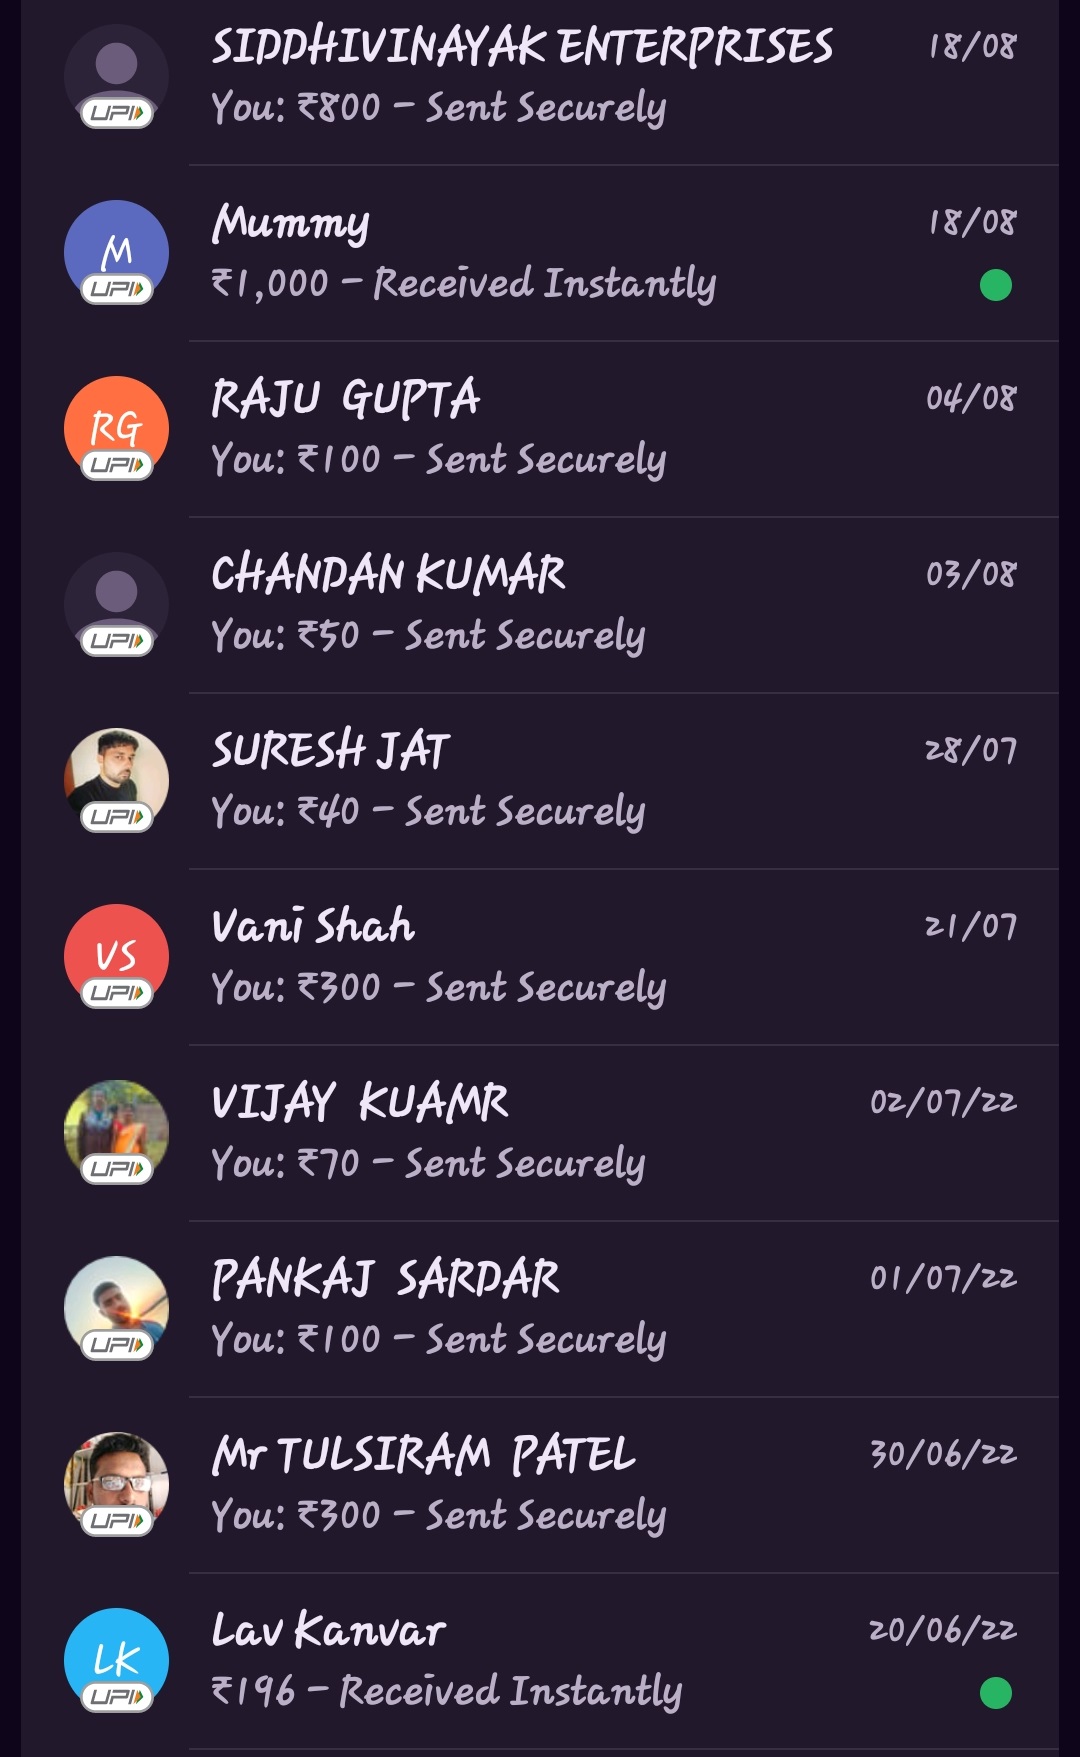 SIDDHIVINAYAK ENTERPRISES 18/08
UPI You: ₹800 – Sent Securely
Mummy 18/08
M
UPI ₹1,000 – Received Instantly
RAJU GUPTA 04/08
RG
UPI You: ₹100 – Sent Securely
CHANDAN KUMAR 03/08
UPI You: ₹50 – Sent Securely
SURESH JAT 28/07
UPI You: ₹40 – Sent Securely
Vani Shah 21/07
VS
UPI You: ₹300 – Sent Securely
VIJAY KUAMR 02/07/22
UPI You: ₹70 – Sent Securely
PANKAJ SARDAR 01/07/22
UPI You: ₹100 – Sent Securely
Mr TULSIRAM PATEL 30/06/22
UPI You: ₹300 – Sent Securely
Lav Kanvar 20/06/22
LK
UPI ₹196 – Received Instantly